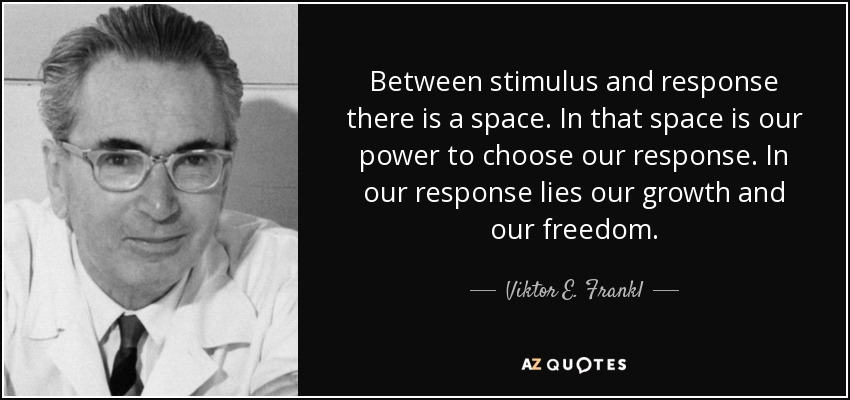 Between stimulus and response
there is a space. In that space is our
power to choose our response. In
our response lies our growth and
our freedom.
Viktor E. Frankl
AZ QUOTES